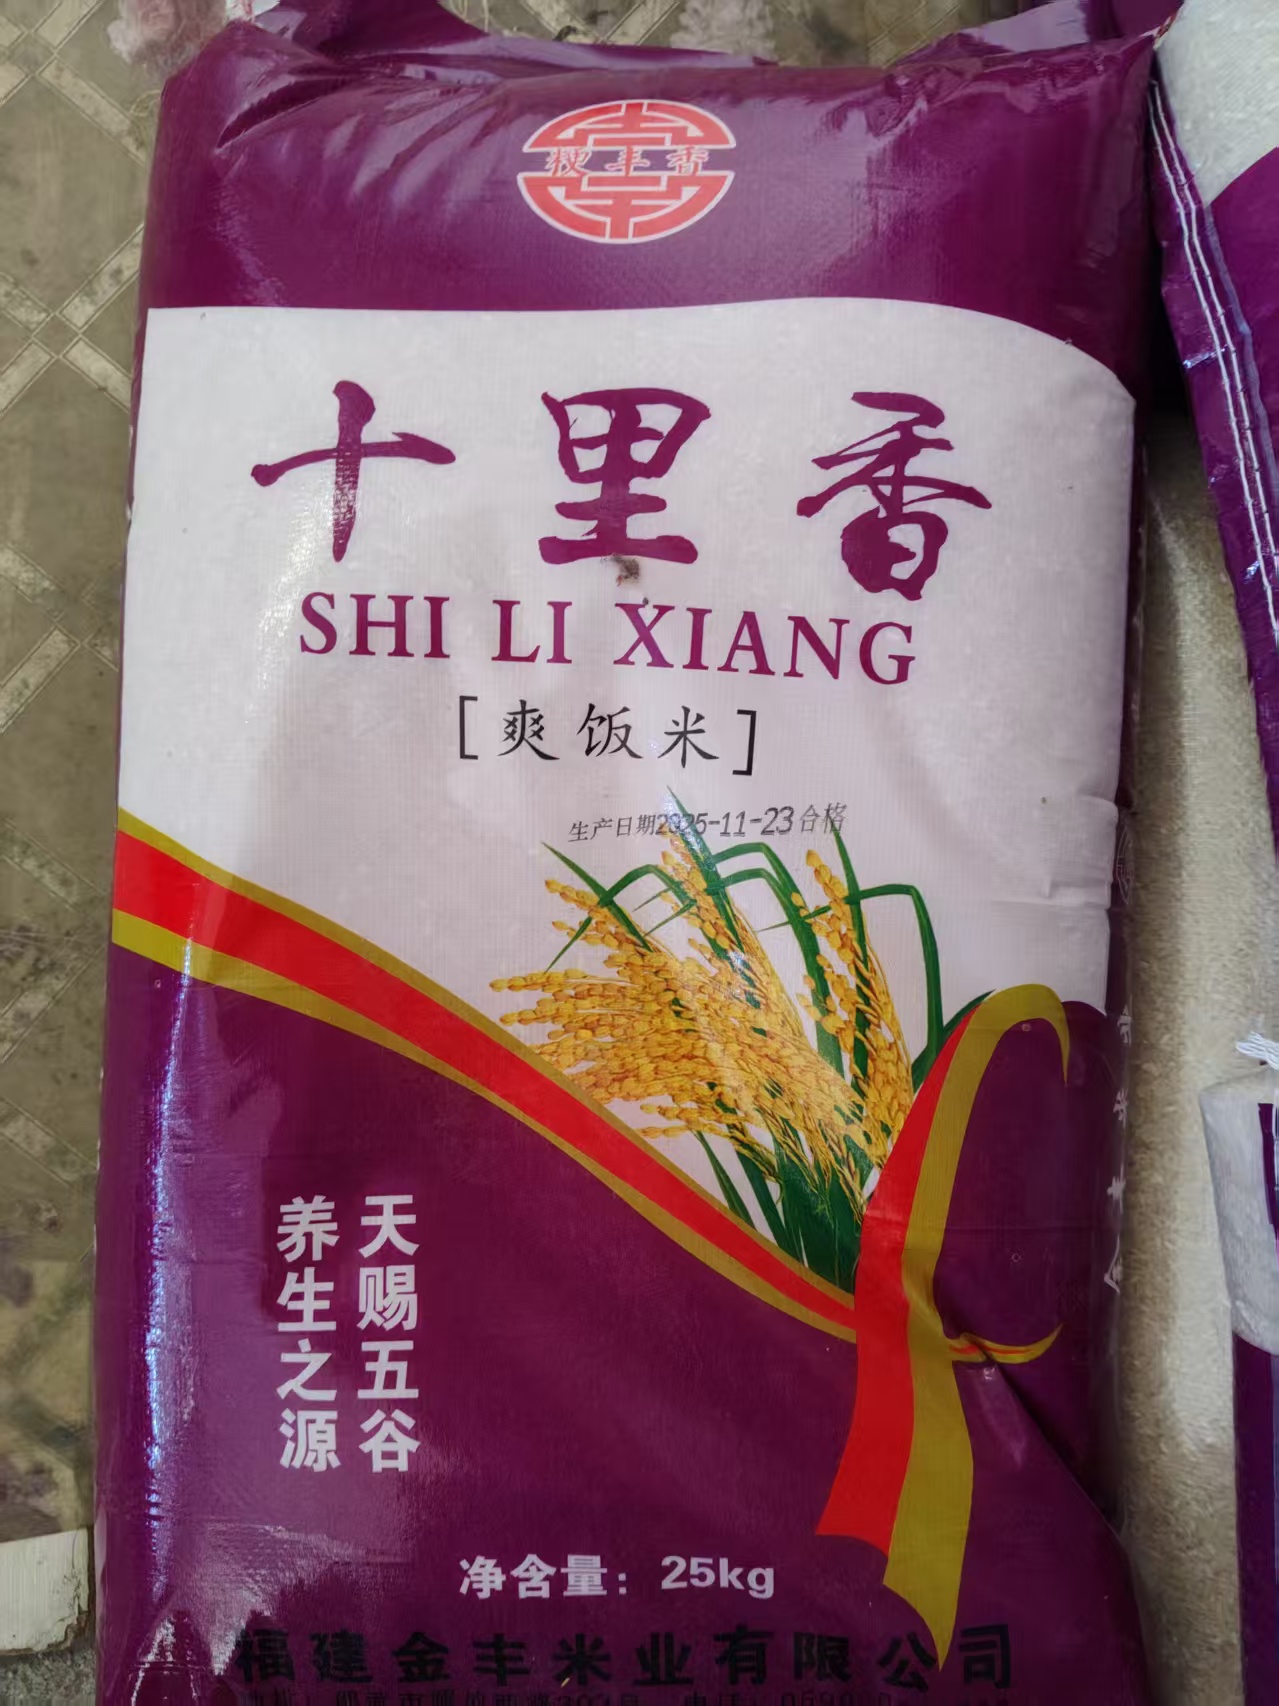 粳丰香
十里香
SHI LI XIANG
[爽饭米]
生产日期2025-11-23合格
天赐五谷
养生之源
净含量：25kg
福建金丰米业有限公司